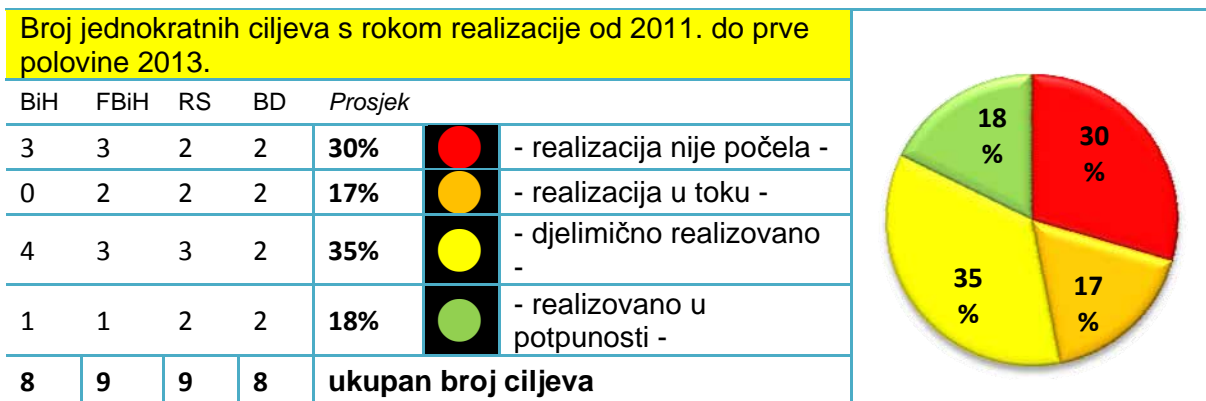 Broj jednokratnih ciljeva s rokom realizacije od 2011. do prve
polovine 2013.
BiH FBiH RS BD Prosjek
3 3 2 2 30% - realizacija nije počela -
0 2 2 2 17% - realizacija u toku -
4 3 3 2 35% - djelimično realizovano
-
1 1 2 2 18% - realizovano u
potpunosti -
8 9 9 8 ukupan broj ciljeva
18
%
30
%
35
%
17
%